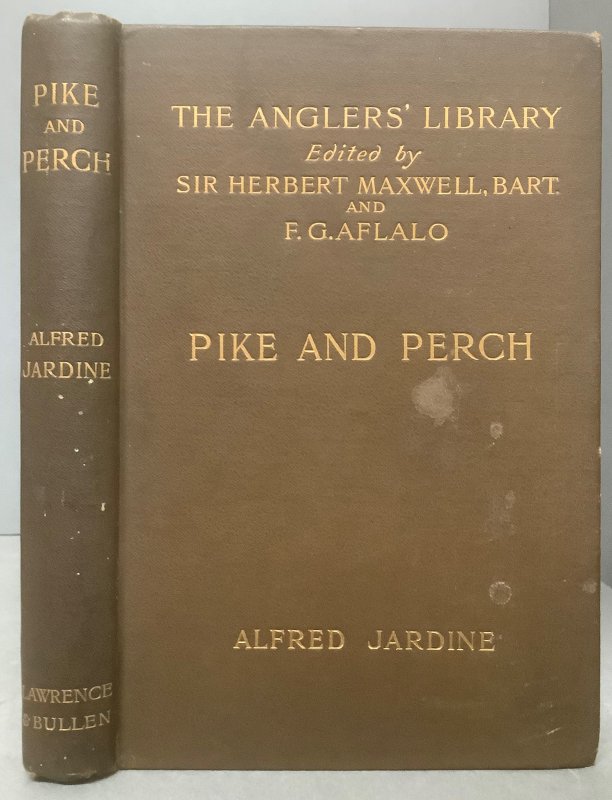 PIKE
AND
PERCH
ALFRED
JARDINE
LAWRENCE
& BULLEN
THE ANGLERS' LIBRARY
Edited by
SIR HERBERT MAXWELL, BART.
AND
F. G. AFLALO
PIKE AND PERCH
ALFRED JARDINE